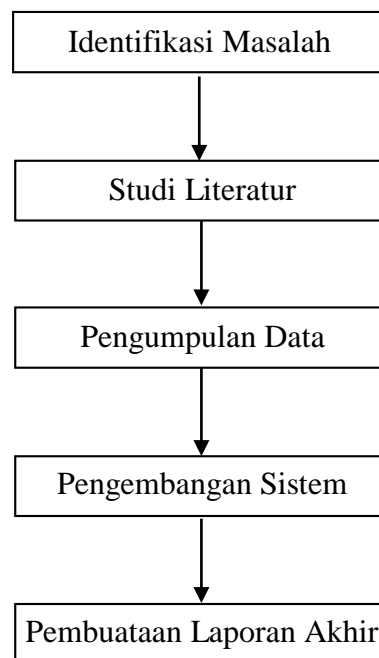 Identifikasi Masalah
Studi Literatur
Pengumpulan Data
Pengembangan Sistem
Pembuataan Laporan Akhir